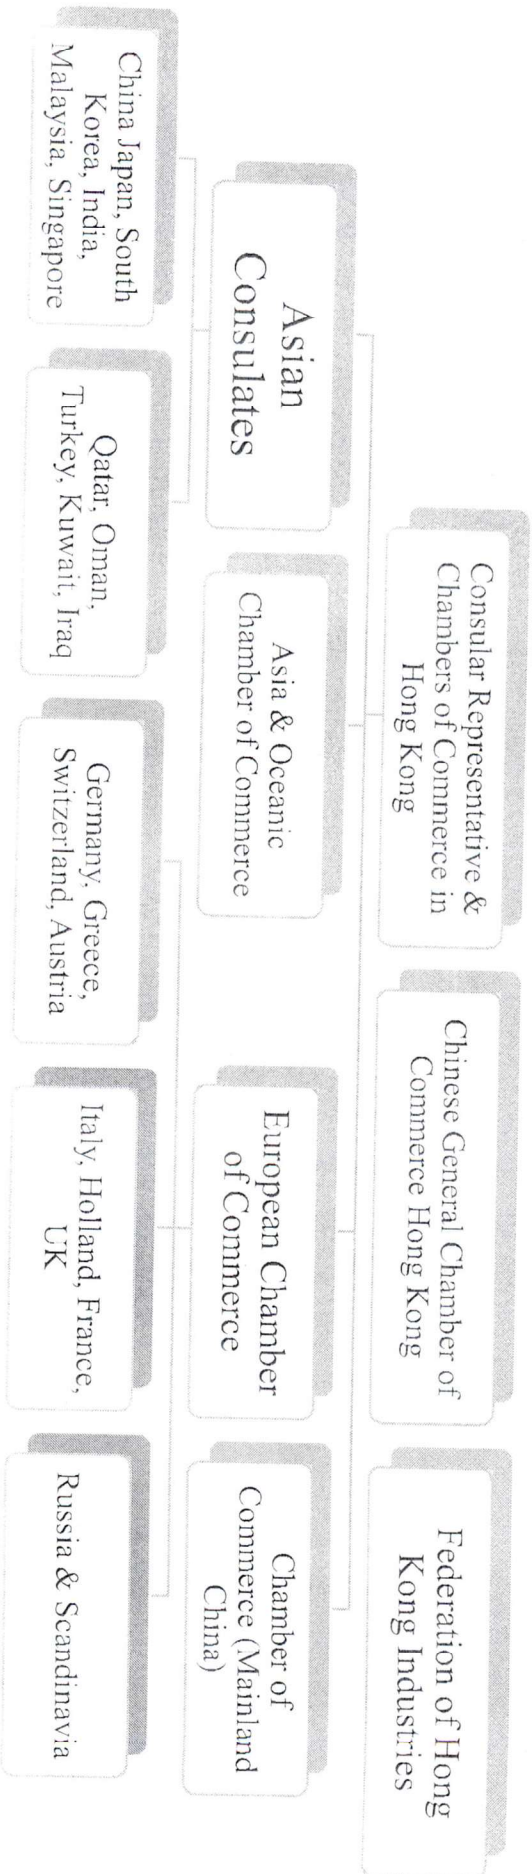 Consular Representative &
Chambers of Commerce in
Hong Kong
Chinese General Chamber of
Commerce Hong Kong
Federation of Hong
Kong Industries
Asian
Consulates
Asia & Oceanic
Chamber of Commerce
European Chamber
of Commerce
Chamber of
Commerce (Mainland
China)
China Japan, South
Korea, India,
Malaysia, Singapore
Qatar, Oman,
Turkey, Kuwait, Iraq
Germany, Greece,
Switzerland, Austria
Italy, Holland, France,
UK
Russia & Scandinavia